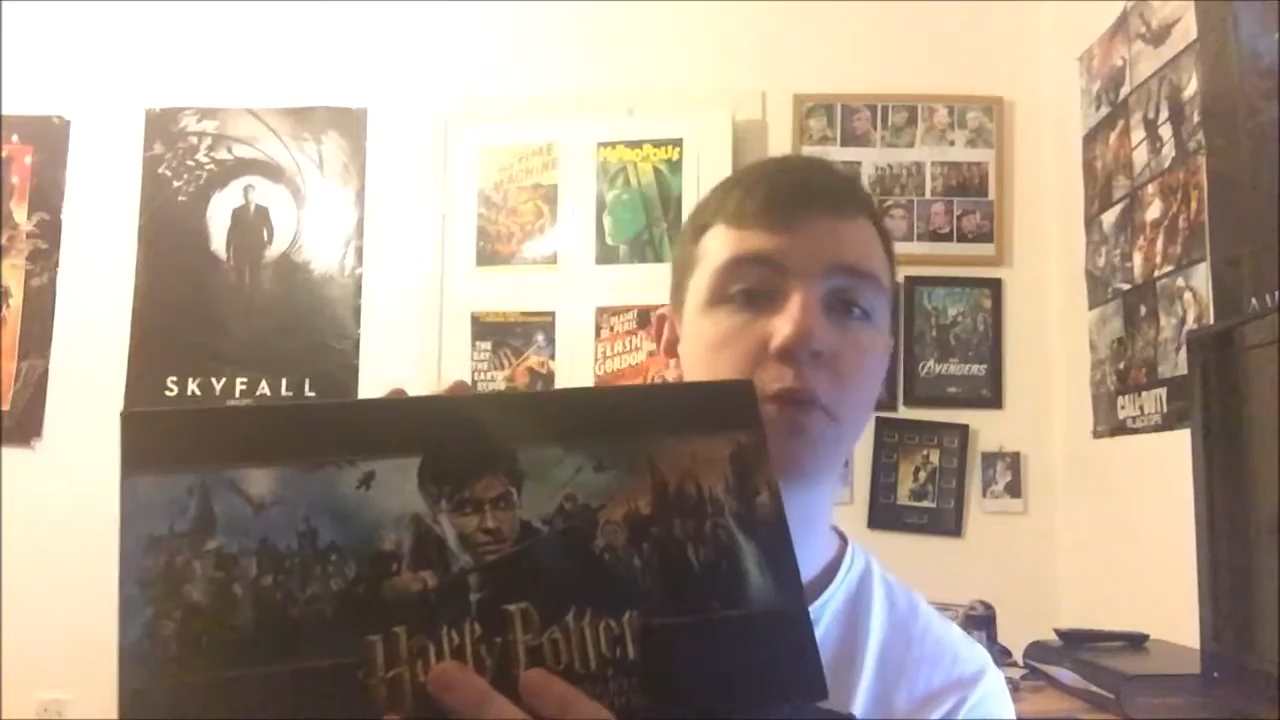 SKYFALL
THE TIME
MACHINE
METROPOLIS
THE
DAY
THE
EARTH
STOOD
PLANET
OF PERIL
FLASH
GORDON
AVENGERS
CALL OF DUTY
BLACK OPS
Harry Potter